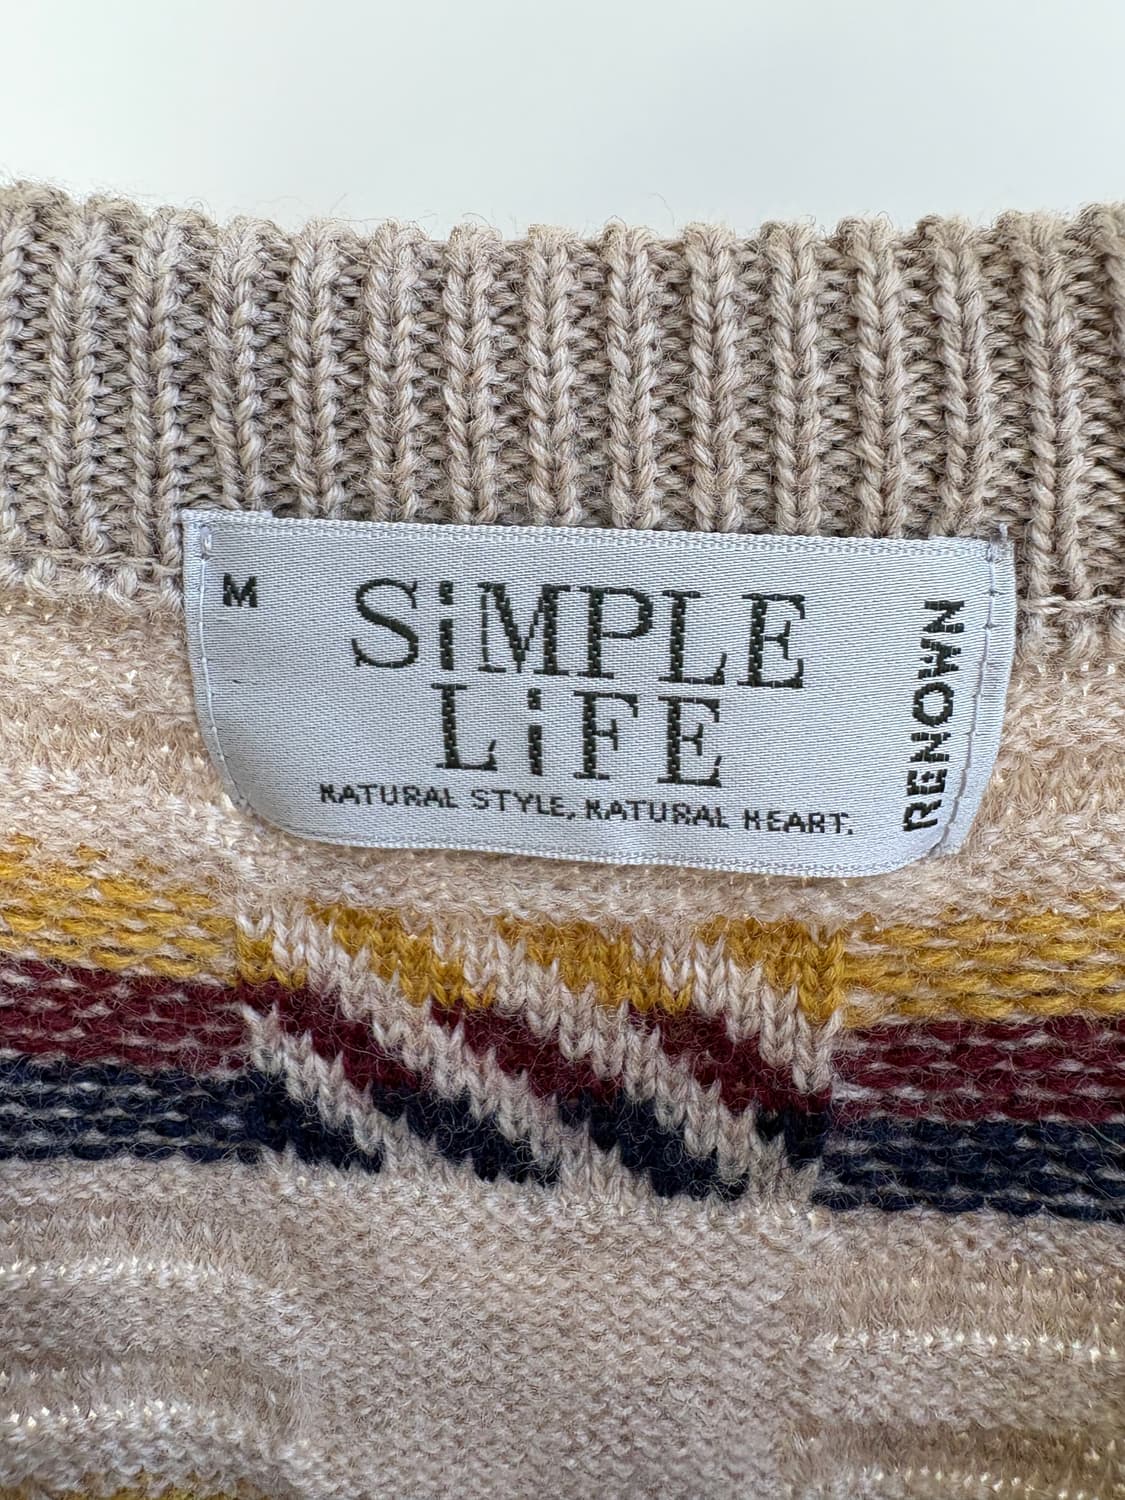 M
SiMPLE
LiFE
NATURAL STYLE, NATURAL HEART.
RENOWN